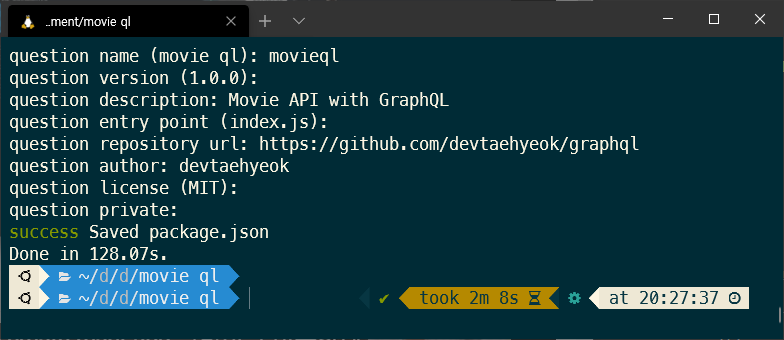 ..ment/movie ql
question name (movie ql): movieql
question version (1.0.0):
question description: Movie API with GraphQL
question entry point (index.js):
question repository url: https://github.com/devtaehyeok/graphql
question author: devtaehyeok
question license (MIT):
question private:
success Saved package.json
Done in 128.07s.
~/d/d/movie ql
~/d/d/movie ql ✔ took 2m 8s at 20:27:37